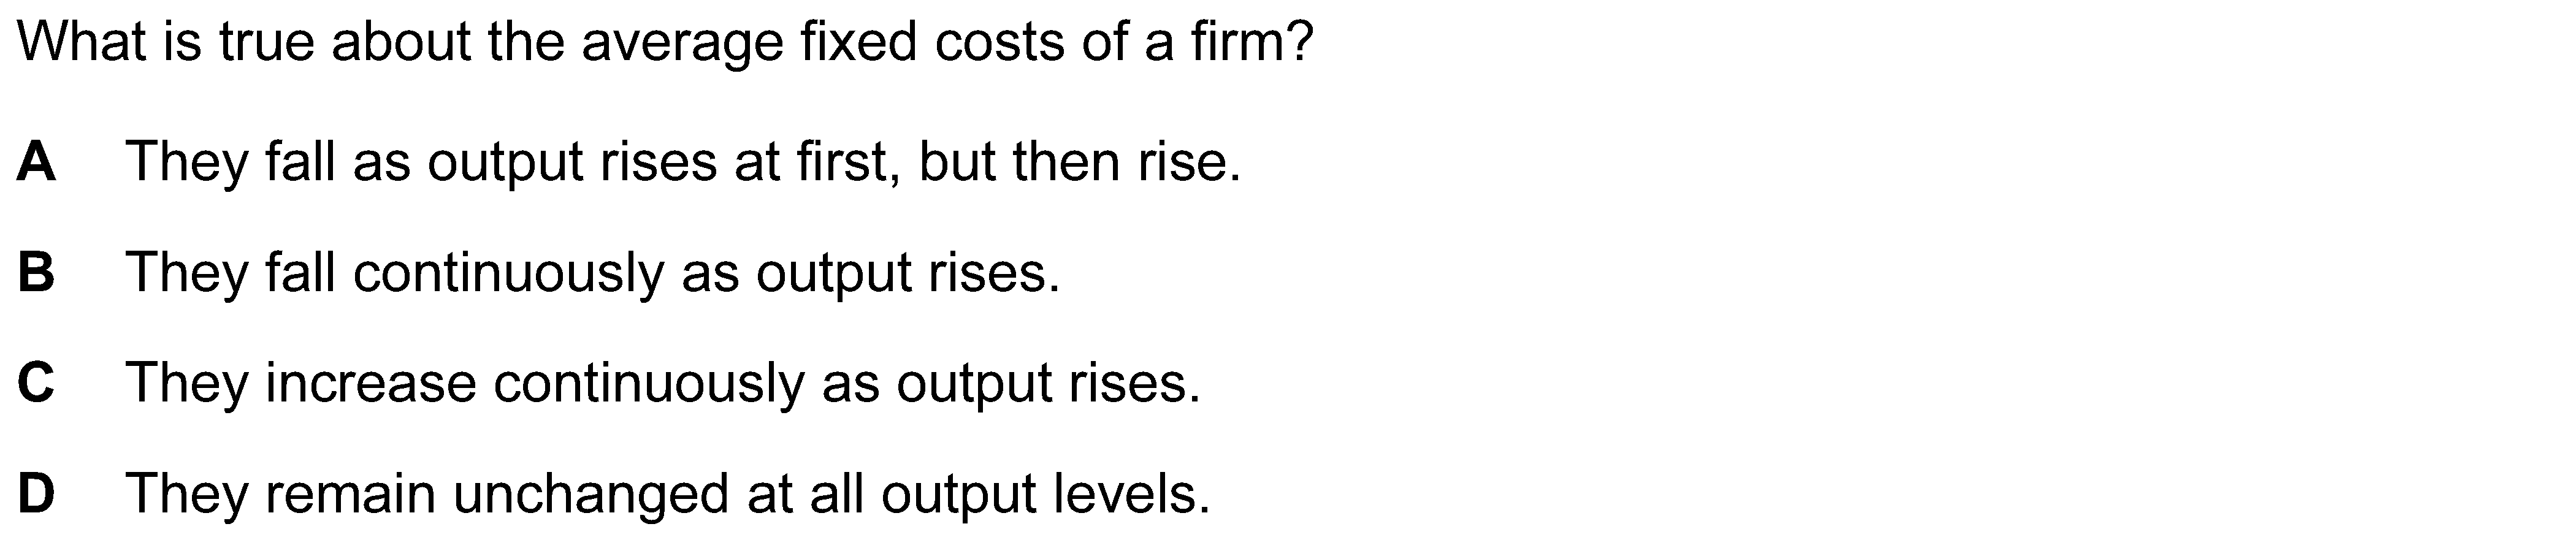 What is true about the average fixed costs of a firm?
A They fall as output rises at first, but then rise.
B They fall continuously as output rises.
C They increase continuously as output rises.
D They remain unchanged at all output levels.